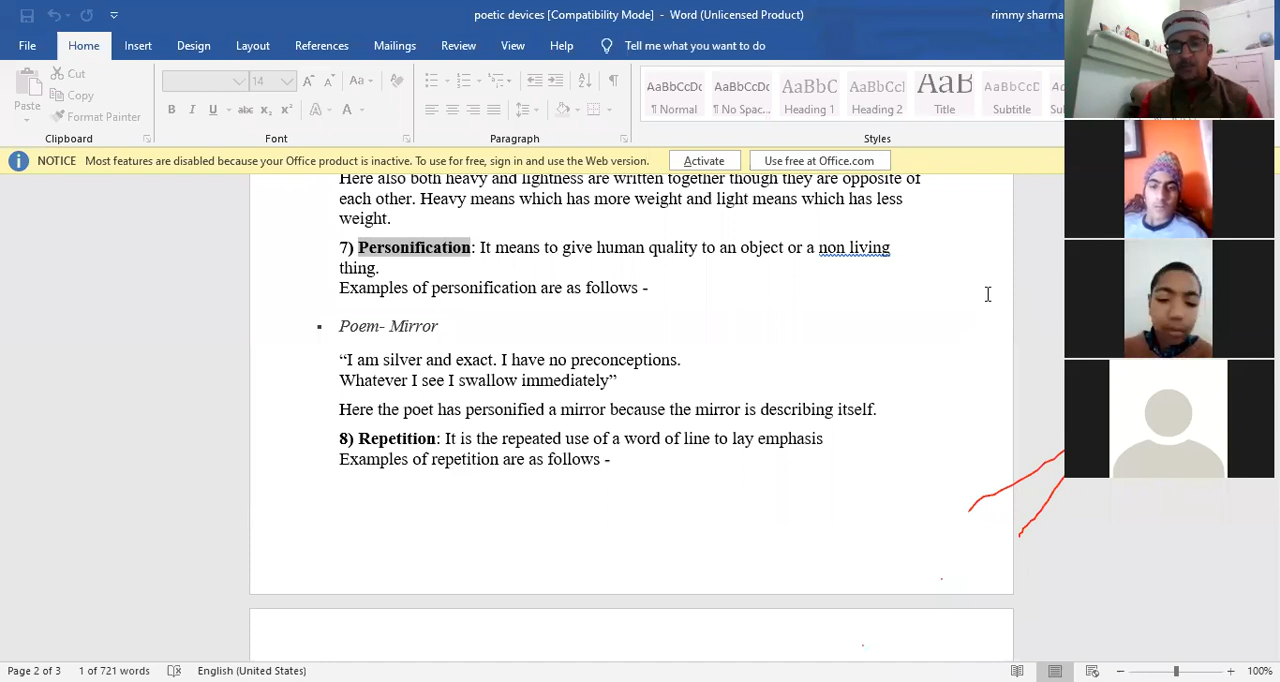 poetic devices [Compatibility Mode] - Word (Unlicensed Product)
rimmy sharma
File Home Insert Design Layout References Mailings Review View Help Tell me what you want to do
Paste
Cut
Copy
Format Painter
14
Aa
B I U abc x₂ x² A A
AaBbCcDc AaBbCcDc AaBbC AaBbCcI AaB AaBbCcD
¶ Normal ¶ No Spac... Heading 1 Heading 2 Title Subtitle
Clipboard Font Paragraph Styles
NOTICE Most features are disabled because your Office product is inactive. To use for free, sign in and use the Web version. Activate Use free at Office.com
Here also both heavy and lightness are written together though they are opposite of
each other. Heavy means which has more weight and light means which has less
weight.
7) Personification: It means to give human quality to an object or a non living
thing.
Examples of personification are as follows -
▪ Poem- Mirror
“I am silver and exact. I have no preconceptions.
Whatever I see I swallow immediately”
Here the poet has personified a mirror because the mirror is describing itself.
8) Repetition: It is the repeated use of a word of line to lay emphasis
Examples of repetition are as follows -
Page 2 of 3 1 of 721 words English (United States) 100%